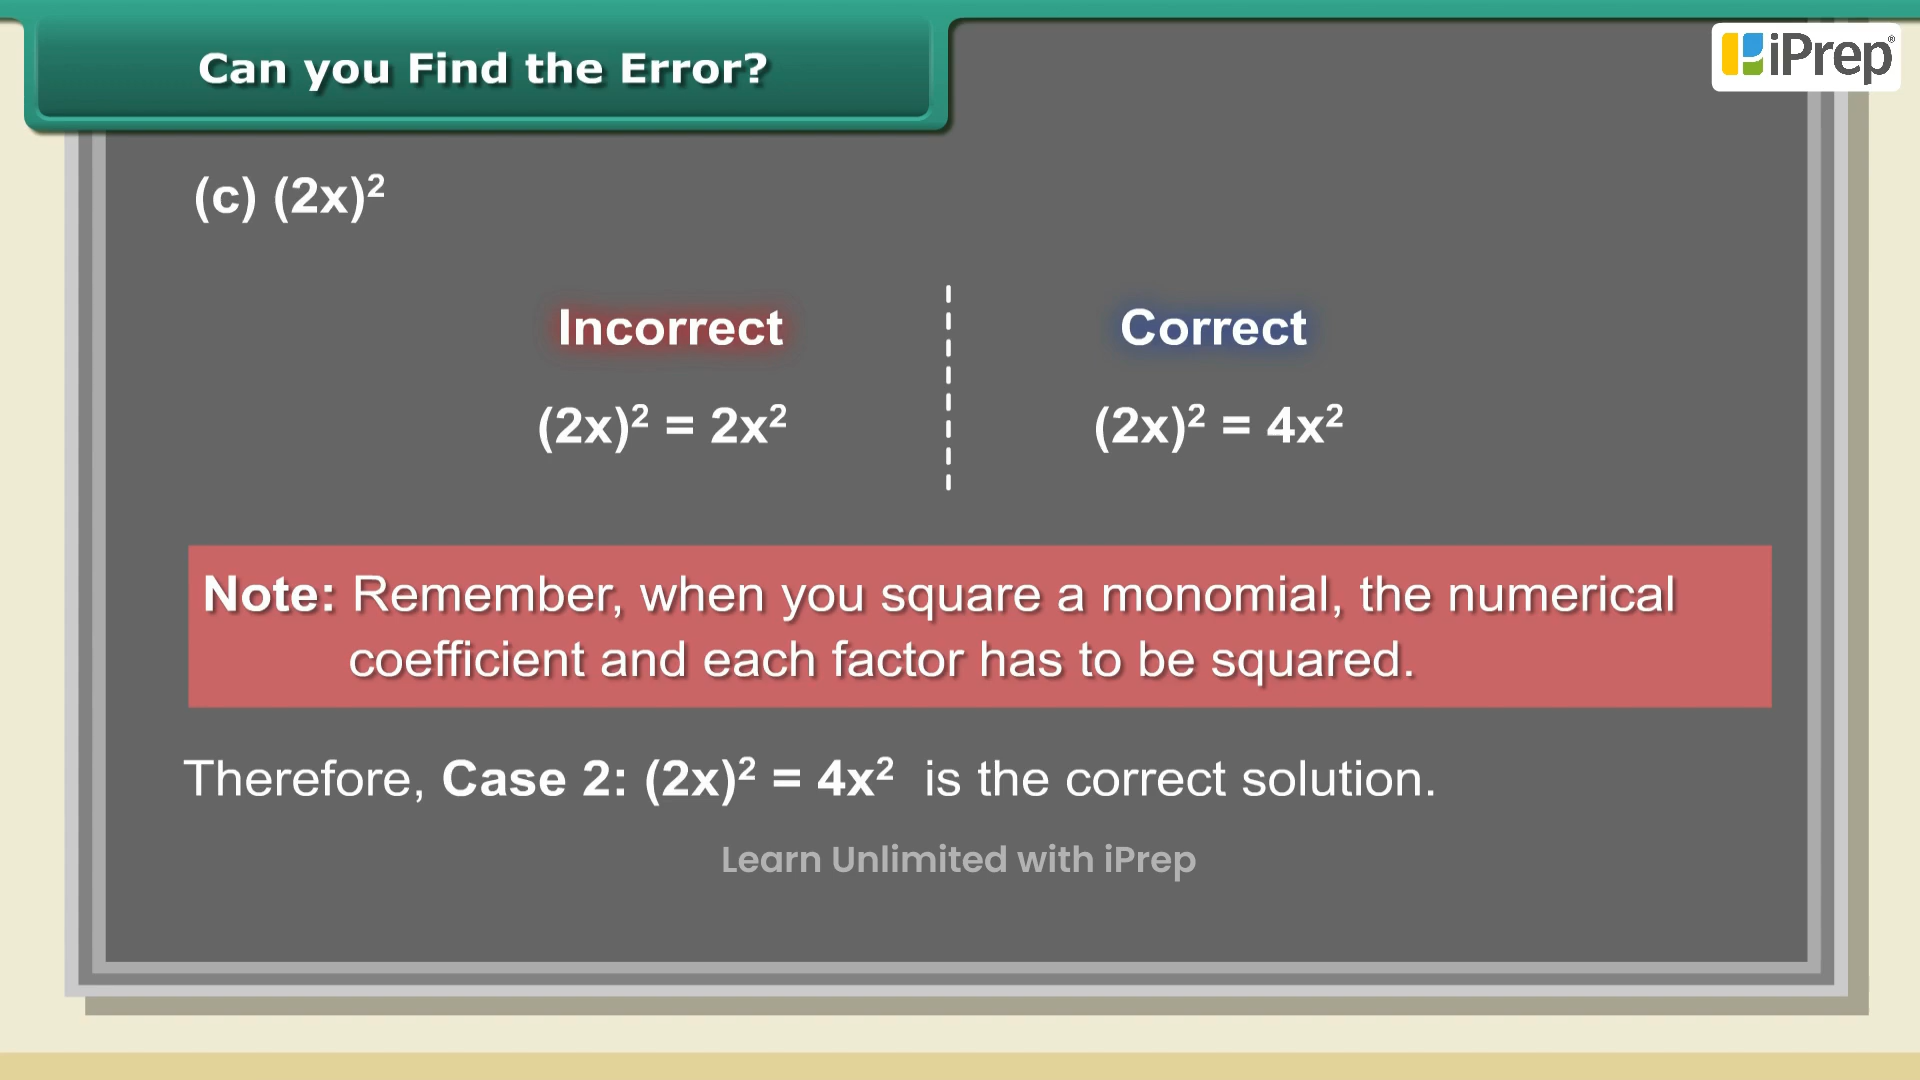 Can you Find the Error?
iPrep®
(c) (2x)²
Incorrect
Correct
(2x)² = 2x²
(2x)² = 4x²
Note: Remember, when you square a monomial, the numerical
coefficient and each factor has to be squared.
Therefore, Case 2: (2x)² = 4x² is the correct solution.
Learn Unlimited with iPrep